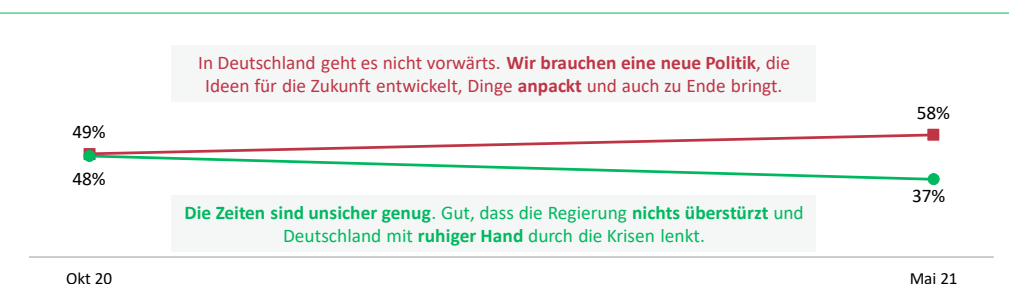 In Deutschland geht es nicht vorwärts. Wir brauchen eine neue Politik, die
Ideen für die Zukunft entwickelt, Dinge anpackt und auch zu Ende bringt.
58%
49%
48%
37%
Die Zeiten sind unsicher genug. Gut, dass die Regierung nichts überstürzt und
Deutschland mit ruhiger Hand durch die Krisen lenkt.
Okt 20
Mai 21